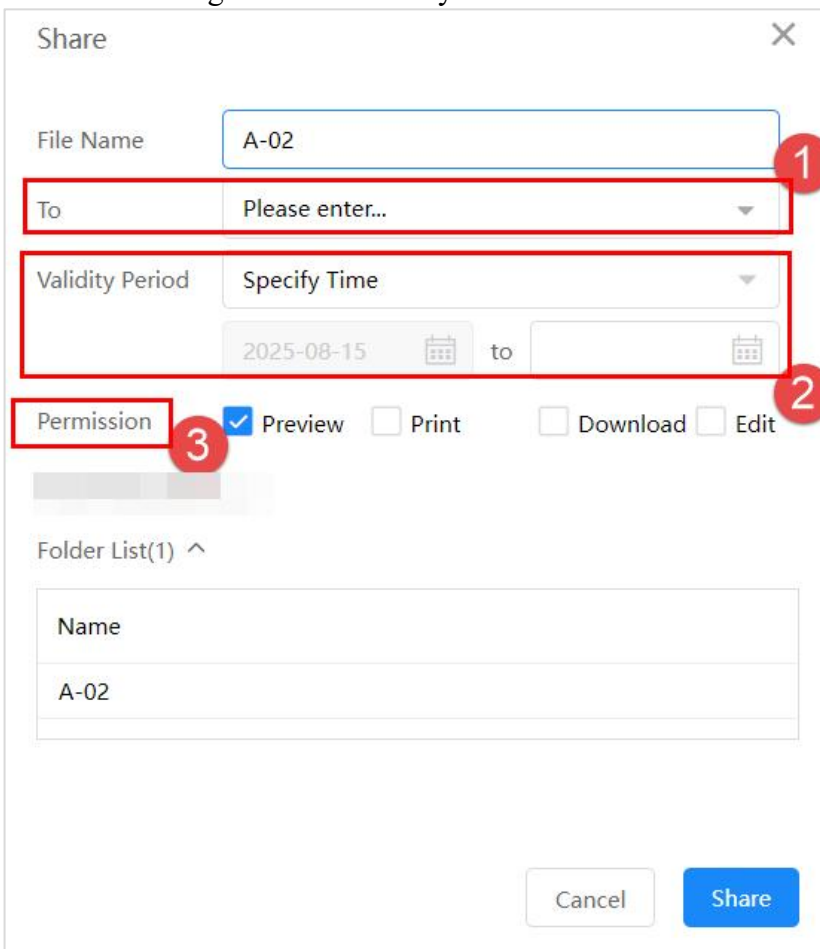 Share
File Name A-02
1
To Please enter...
Validity Period Specify Time
2025-08-15 to
2
Permission Preview Print Download Edit
3
Folder List(1)
Name
A-02
Cancel Share